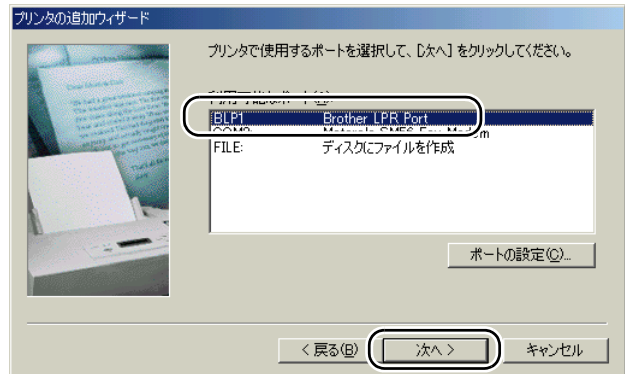 プリンタの追加ウィザード
プリンタで使用するポートを選択して、[次へ] をクリックしてください。
BLP1 Brother LPR Port
FILE: ディスクにファイルを作成
ポートの設定(C)...
< 戻る(B) 次へ > キャンセル